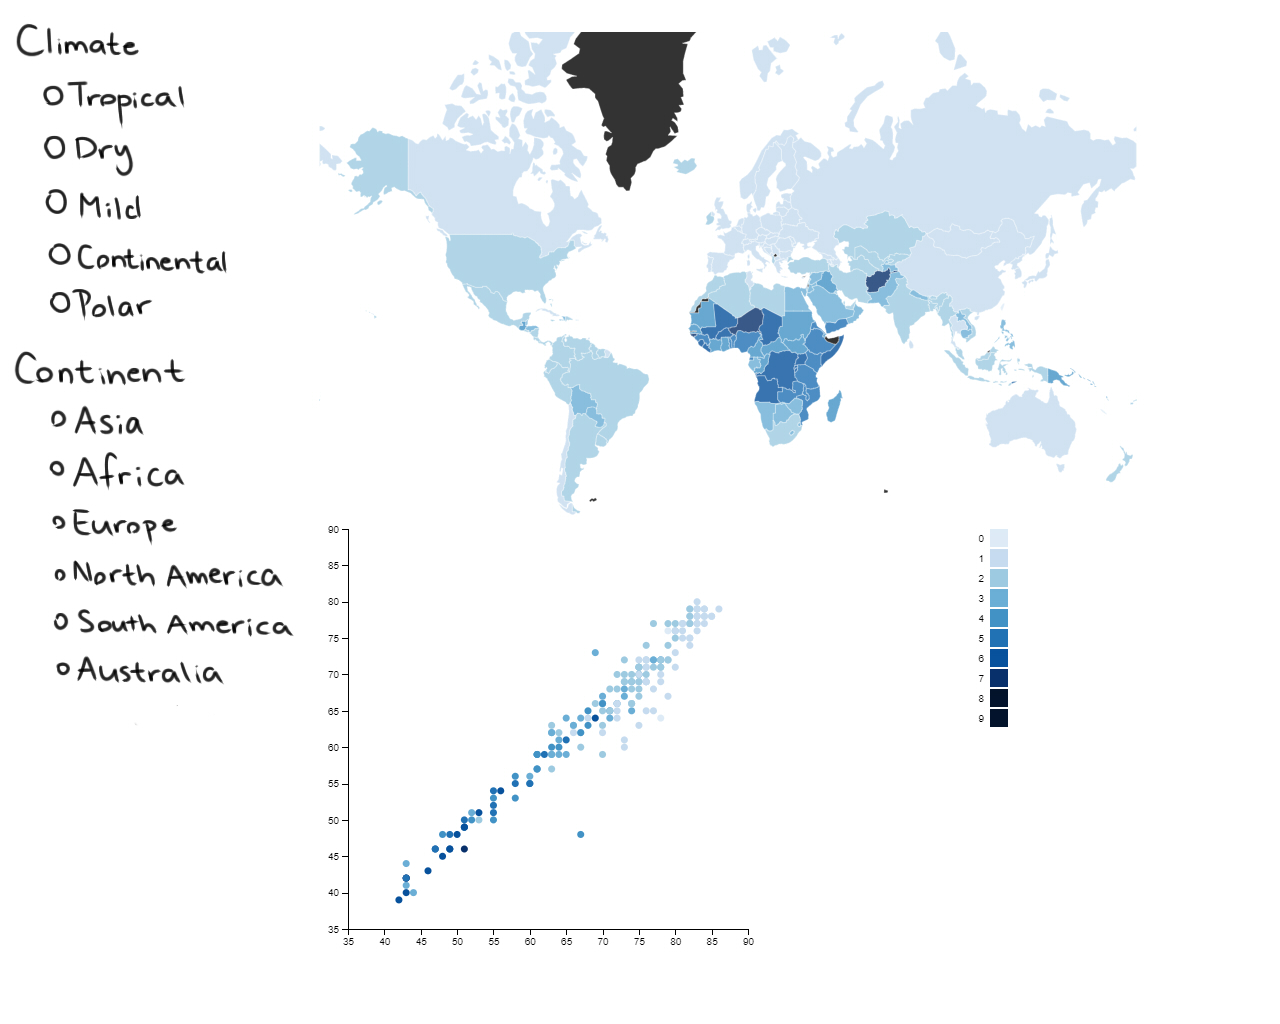 Climate
Tropical
Dry
Mild
Continental
Polar
Continent
Asia
Africa
Europe
North America
South America
Australia
90
85
80
75
70
65
60
55
50
45
40
35
35 40 45 50 55 60 65 70 75 80 85 90
0
1
2
3
4
5
6
7
8
9